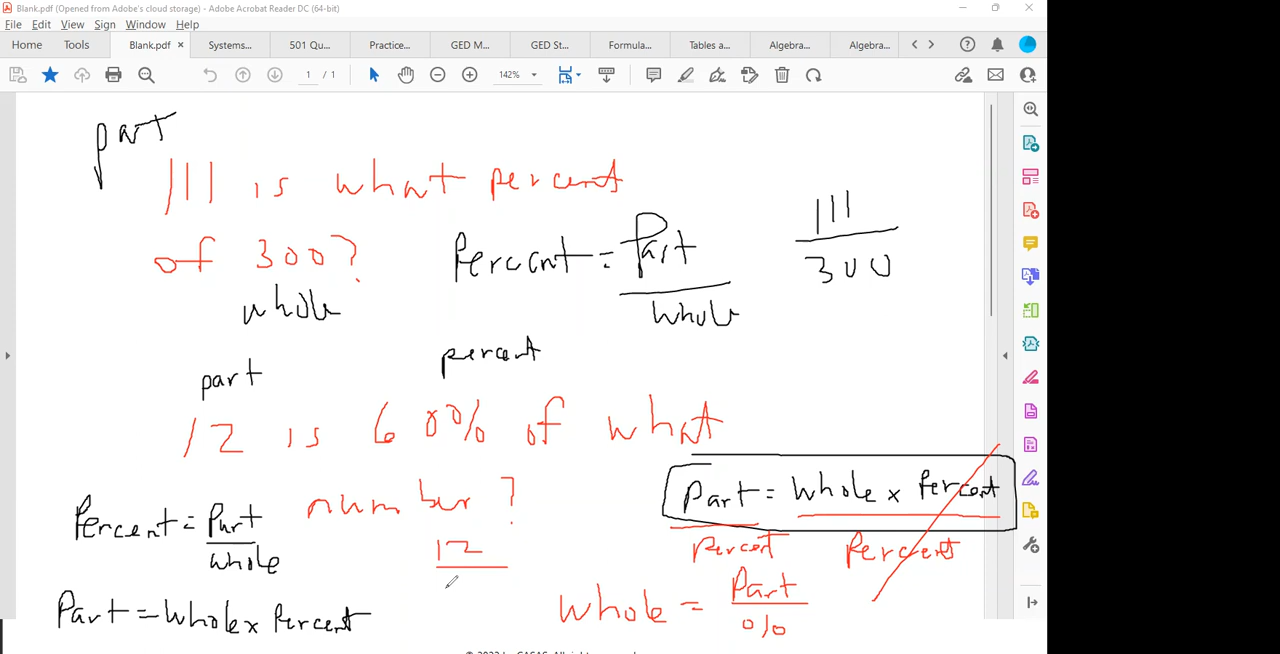 Blank.pdf (Opened from Adobe's cloud storage) - Adobe Acrobat Reader DC (64-bit)
File Edit View Sign Window Help
Home Tools Blank.pdf × Systems... 501 Qu... Practice... GED M... GED St... Formula... Tables a... Algebra... Algebra...
1 / 1 142%
part
111 is what percent
of 300?
whole
Percent = Part
Whole
111
300
part
percent
12 is 60% of what
number?
Percent = Part
Whole
12
Part = Whole x Percent
Part = Whole x Percent
Percent Percent
Whole = Part
%